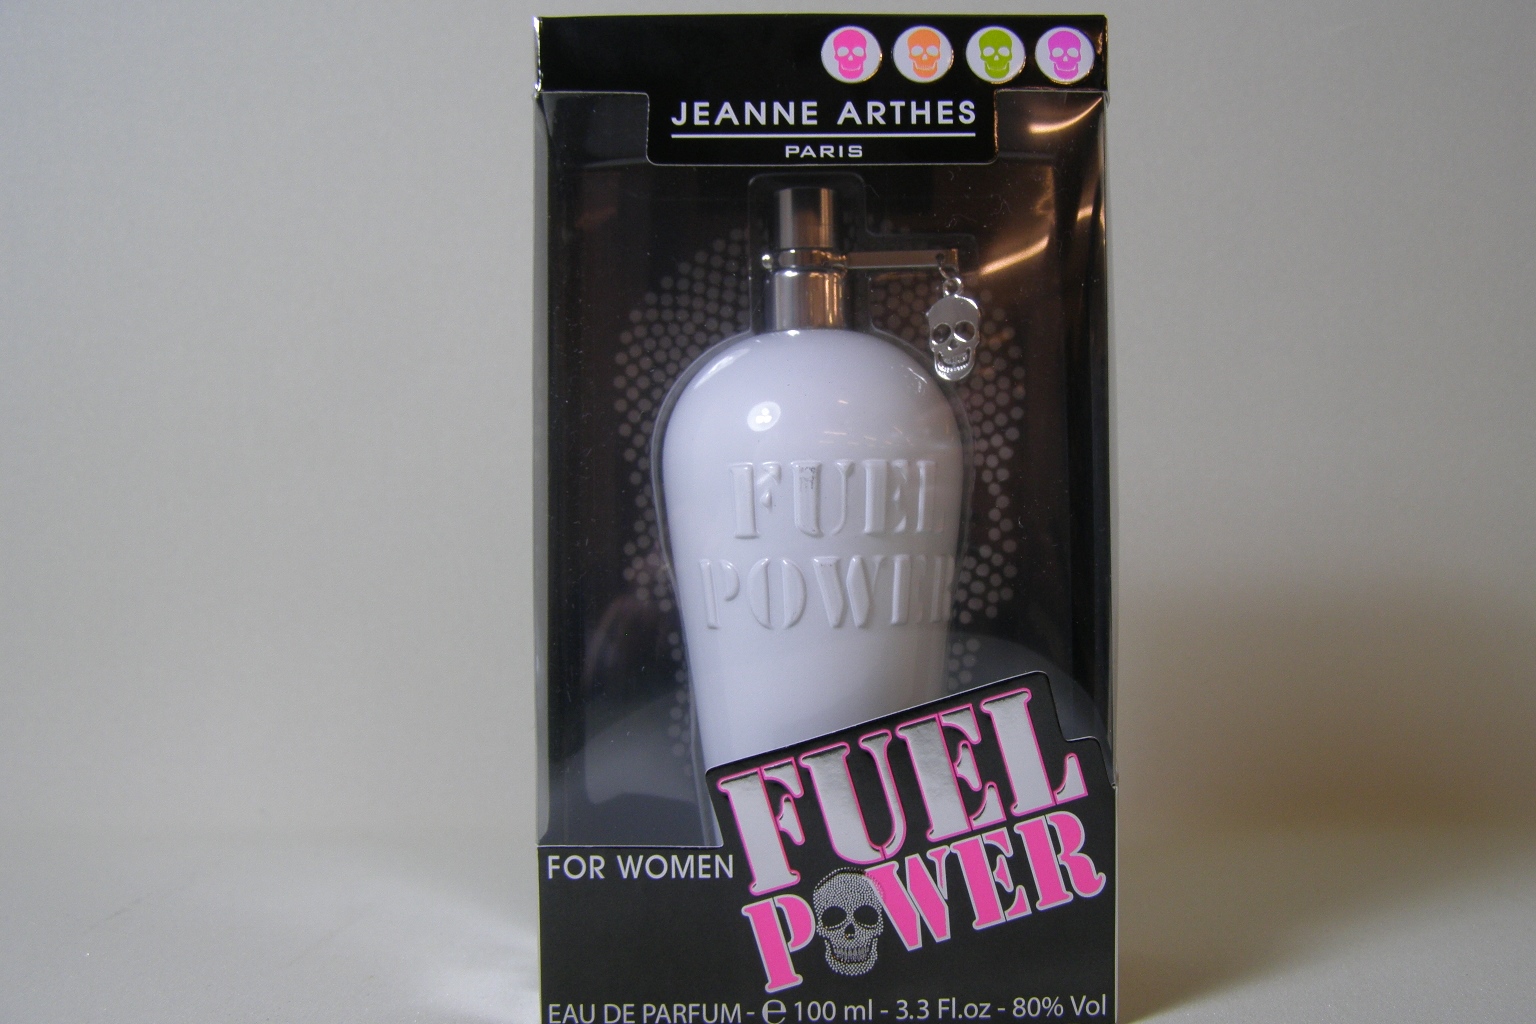 JEANNE ARTHES
PARIS
FUEL
POWER
FUEL
POWER
FOR WOMEN
EAU DE PARFUM - ℮ 100 ml - 3.3 Fl.oz - 80% Vol